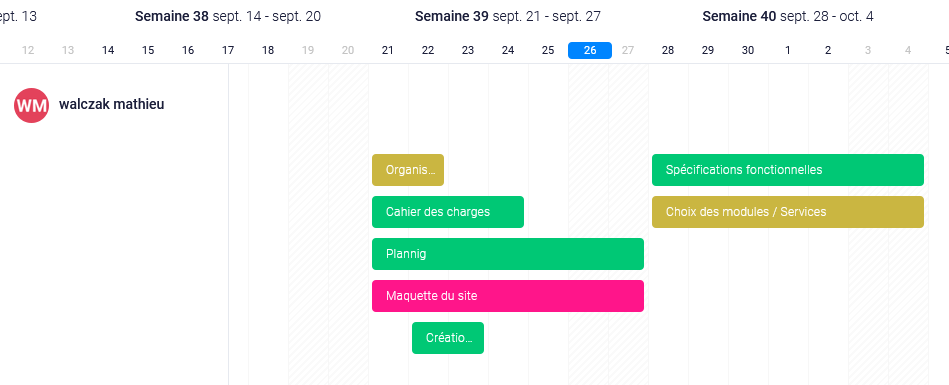 pt. 13 Semaine 38 sept. 14 - sept. 20 Semaine 39 sept. 21 - sept. 27 Semaine 40 sept. 28 - oct. 4
12 13 14 15 16 17 18 19 20 21 22 23 24 25 26 27 28 29 30 1 2 3 4 5
WM walczak mathieu
Organis... Spécifications fonctionnelles
Cahier des charges Choix des modules / Services
Plannig
Maquette du site
Créatio...